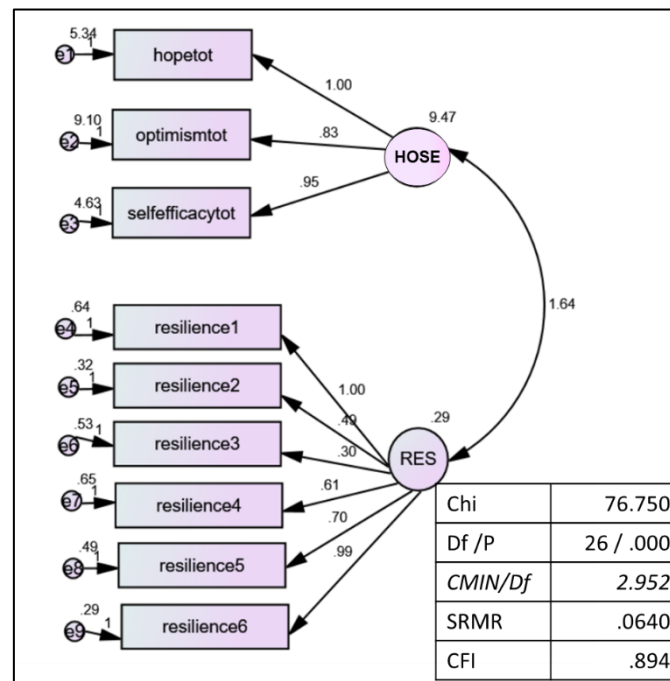 5.34
e1
1
hopetot
1.00
9.10
e2
1
optimismtot
.83
9.47
HOSE
4.63
e3
1
selfefficacytot
.95
1.64
.64
e4
1
resilience1
1.00
.32
e5
1
resilience2
.49
.53
e6
1
resilience3
.30
.29
RES
.65
e7
1
resilience4
.61
.49
e8
1
resilience5
.70
.29
e9
1
resilience6
.99
Chi 76.750
Df /P 26 / .000
CMIN/Df 2.952
SRMR .0640
CFI .894